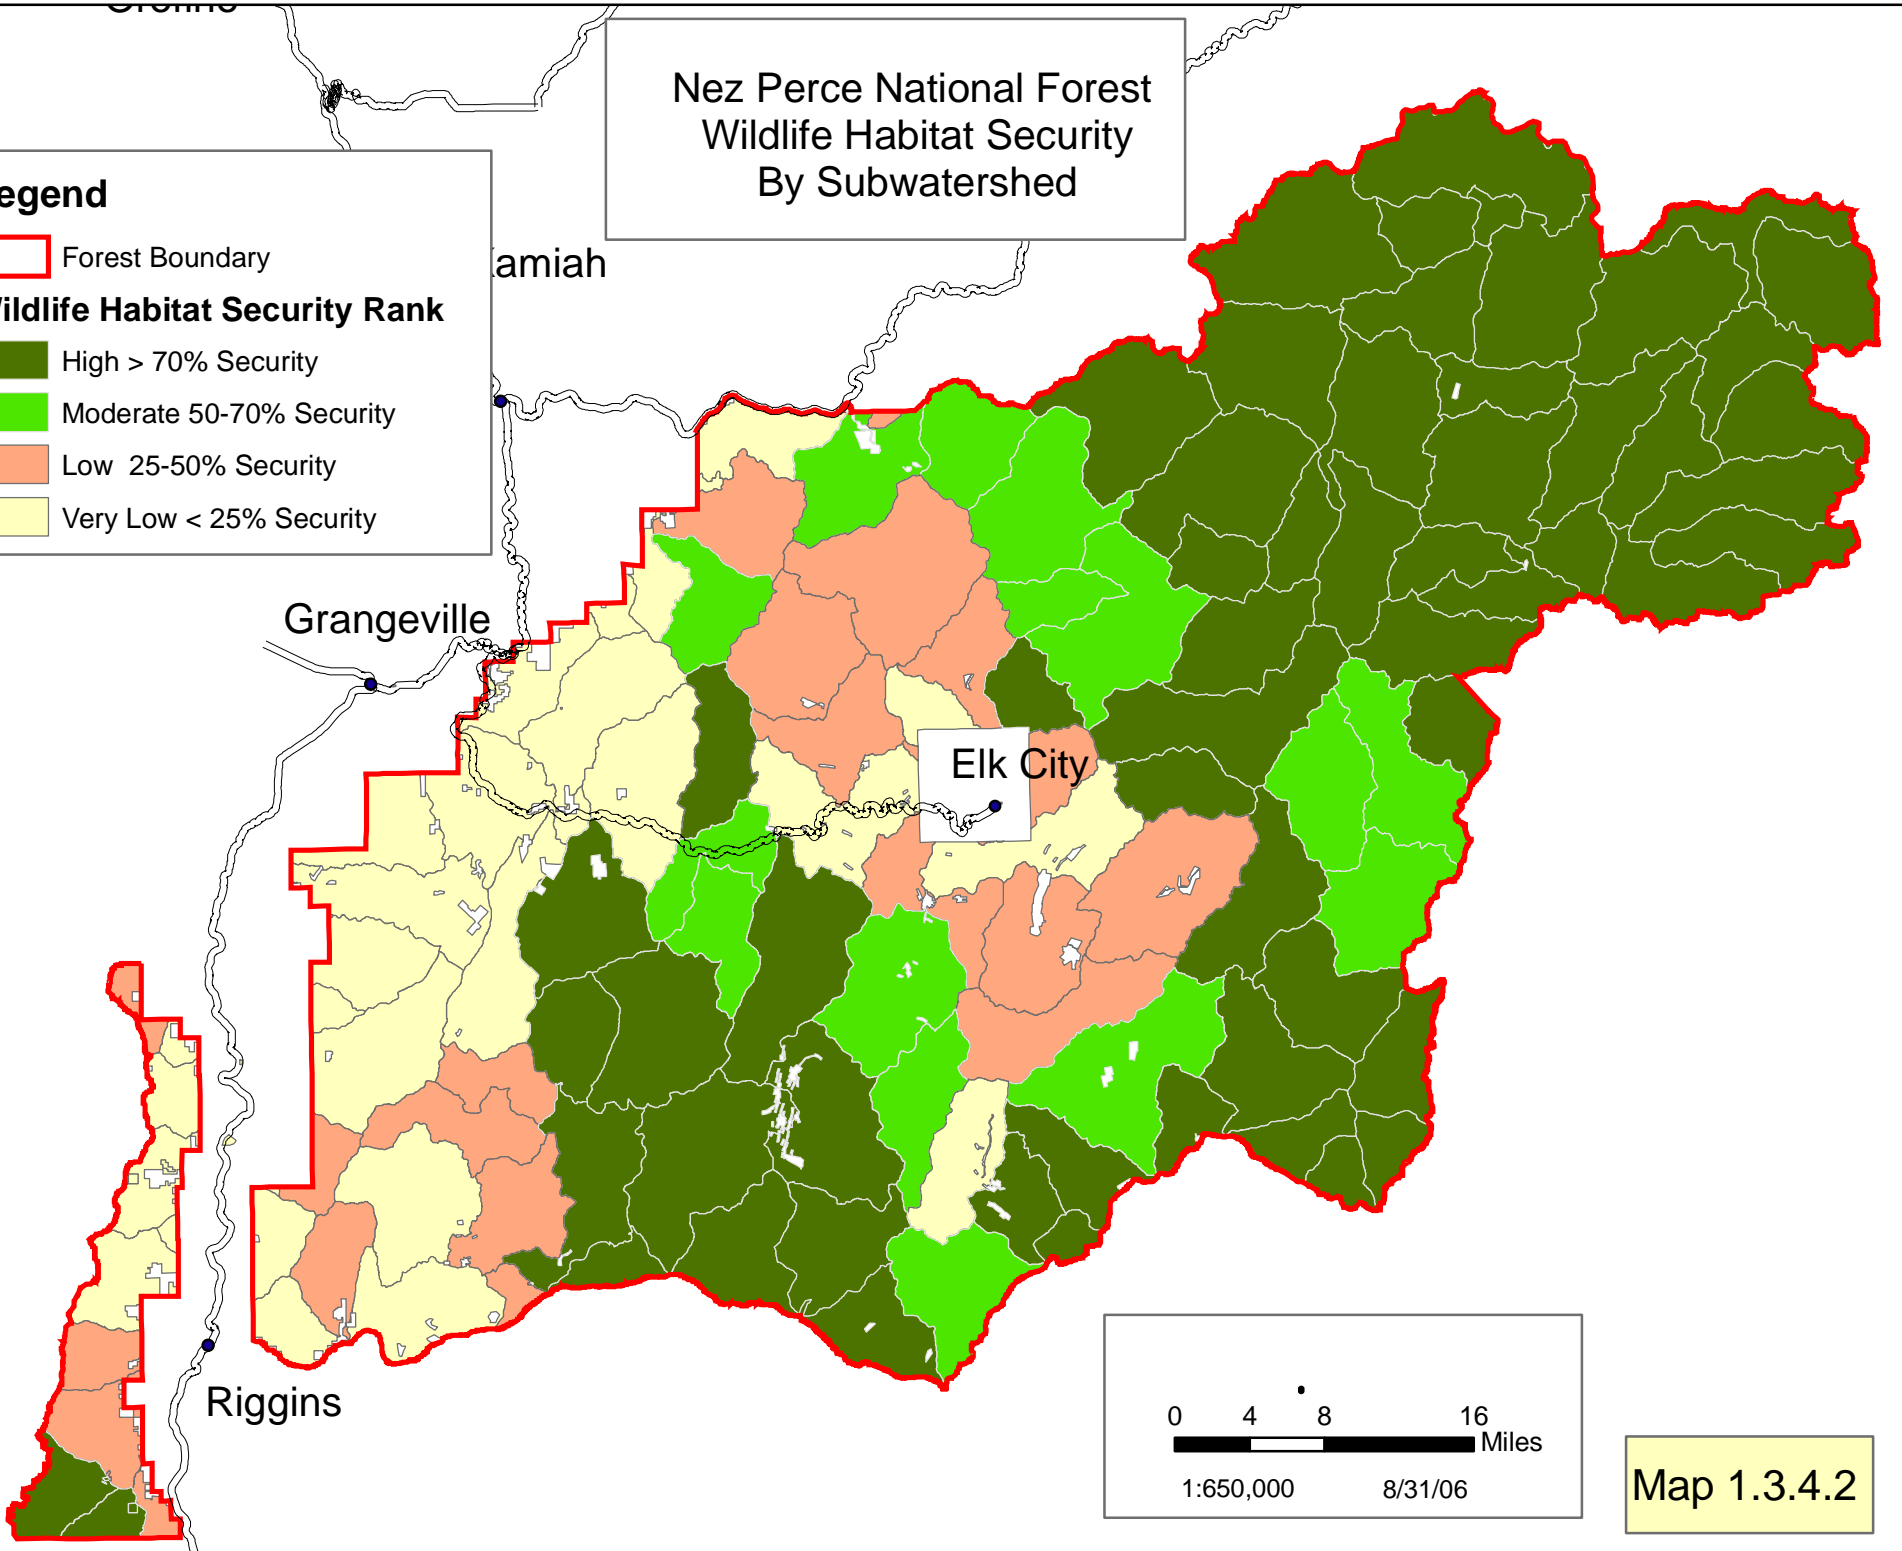 Nez Perce National Forest
Wildlife Habitat Security
By Subwatershed
egend
Forest Boundary
Wildlife Habitat Security Rank
High > 70% Security
Moderate 50-70% Security
Low 25-50% Security
Very Low < 25% Security
amiah
Grangeville
Elk City
Riggins
0 4 8 16
Miles
1:650,000 8/31/06
Map 1.3.4.2